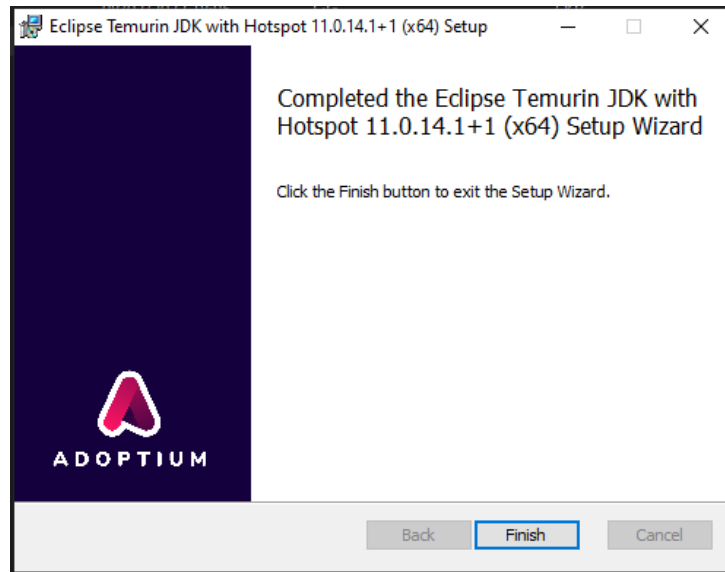 Eclipse Temurin JDK with Hotspot 11.0.14.1+1 (x64) Setup
Completed the Eclipse Temurin JDK with
Hotspot 11.0.14.1+1 (x64) Setup Wizard
Click the Finish button to exit the Setup Wizard.
ADOPTIUM
Back Finish Cancel